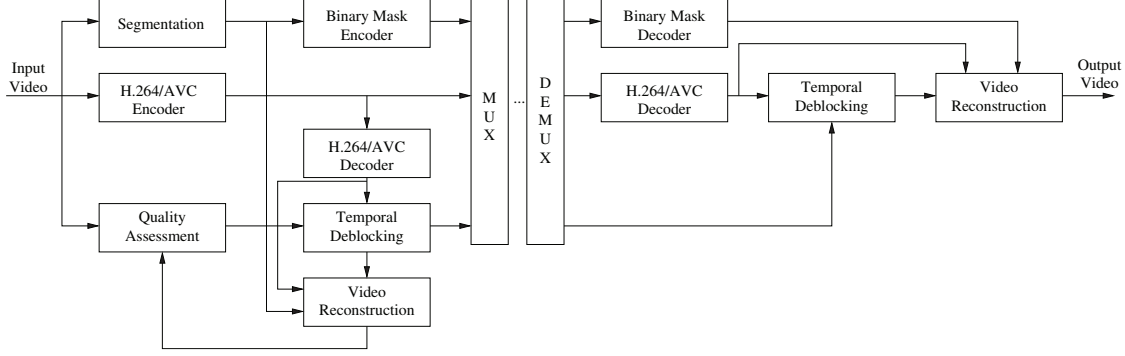 Segmentation
Binary Mask
Encoder
Binary Mask
Decoder
Input
Video
H.264/AVC
Encoder
M
U
X
...
D
E
M
U
X
H.264/AVC
Decoder
Temporal
Deblocking
Video
Reconstruction
Output
Video
H.264/AVC
Decoder
Quality
Assessment
Temporal
Deblocking
Video
Reconstruction